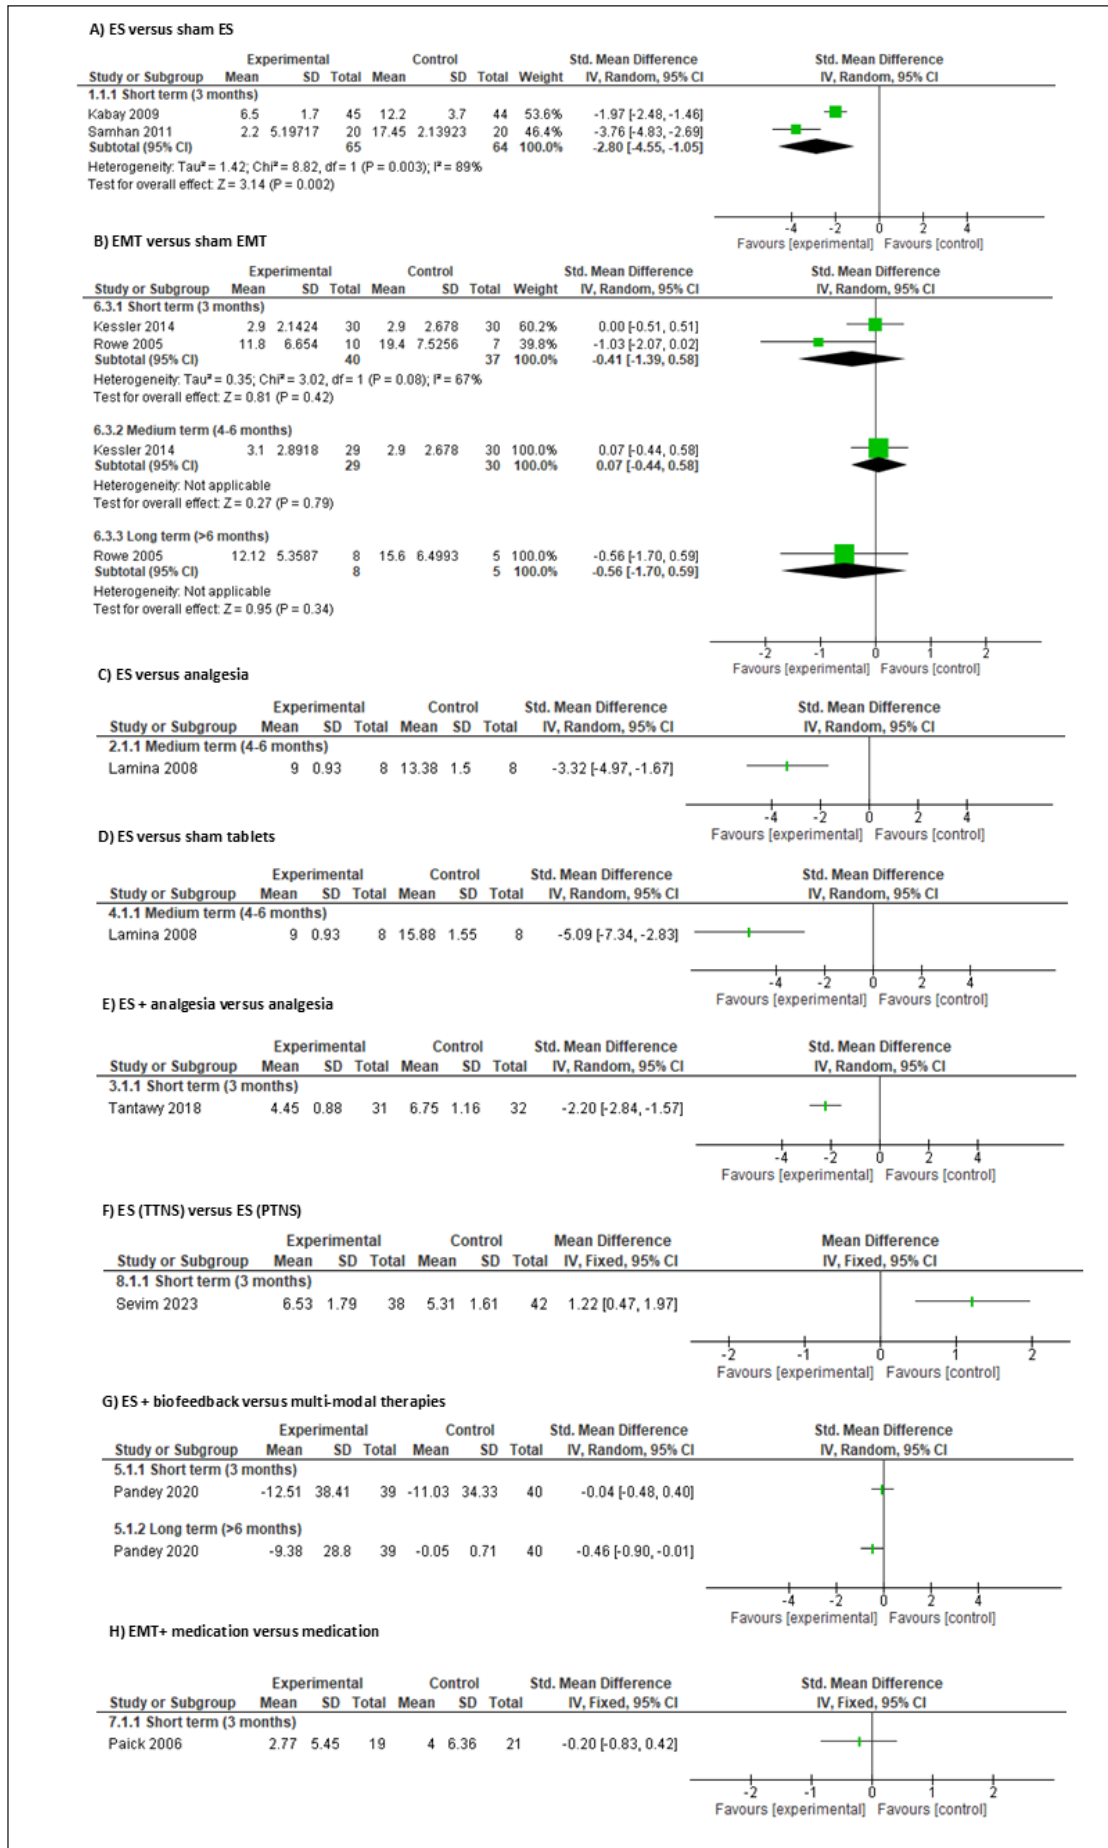 A) ES versus sham ES
Experimental Control Std. Mean Difference Std. Mean Difference
Study or Subgroup Mean SD Total Mean SD Total Weight IV, Random, 95% CI IV, Random, 95% CI
1.1.1 Short term (3 months)
Kabay 2009 6.5 1.7 45 12.2 3.7 44 53.6% -1.97 [-2.48, -1.46]
Samhan 2011 2.2 5.19717 20 17.45 2.13923 20 46.4% -3.76 [-4.83, -2.69]
Subtotal (95% CI) 65 64 100.0% -2.80 [-4.55, -1.05]
Heterogeneity: Tau² = 1.42; Chi² = 8.82, df = 1 (P = 0.003); I² = 89%
Test for overall effect: Z = 3.14 (P = 0.002)
-4 -2 0 2 4
Favours [experimental] Favours [control]
B) EMT versus sham EMT
Experimental Control Std. Mean Difference Std. Mean Difference
Study or Subgroup Mean SD Total Mean SD Total Weight IV, Random, 95% CI IV, Random, 95% CI
6.3.1 Short term (3 months)
Kessler 2014 2.9 2.1424 30 2.9 2.678 30 60.2% 0.00 [-0.51, 0.51]
Rowe 2005 11.8 6.654 10 19.4 7.5256 7 39.8% -1.03 [-2.07, 0.02]
Subtotal (95% CI) 40 37 100.0% -0.41 [-1.39, 0.58]
Heterogeneity: Tau² = 0.35; Chi² = 3.02, df = 1 (P = 0.08); I² = 67%
Test for overall effect: Z = 0.81 (P = 0.42)
6.3.2 Medium term (4-6 months)
Kessler 2014 3.1 2.8918 29 2.9 2.678 30 100.0% 0.07 [-0.44, 0.58]
Subtotal (95% CI) 29 30 100.0% 0.07 [-0.44, 0.58]
Heterogeneity: Not applicable
Test for overall effect: Z = 0.27 (P = 0.79)
6.3.3 Long term (>6 months)
Rowe 2005 12.12 5.3587 8 15.6 6.4993 5 100.0% -0.56 [-1.70, 0.59]
Subtotal (95% CI) 8 5 100.0% -0.56 [-1.70, 0.59]
Heterogeneity: Not applicable
Test for overall effect: Z = 0.95 (P = 0.34)
-2 -1 0 1 2
Favours [experimental] Favours [control]
C) ES versus analgesia
Experimental Control Std. Mean Difference Std. Mean Difference
Study or Subgroup Mean SD Total Mean SD Total IV, Random, 95% CI IV, Random, 95% CI
2.1.1 Medium term (4-6 months)
Lamina 2008 9 0.93 8 13.38 1.5 8 -3.32 [-4.97, -1.67]
-4 -2 0 2 4
Favours [experimental] Favours [control]
D) ES versus sham tablets
Experimental Control Std. Mean Difference Std. Mean Difference
Study or Subgroup Mean SD Total Mean SD Total IV, Random, 95% CI IV, Random, 95% CI
4.1.1 Medium term (4-6 months)
Lamina 2008 9 0.93 8 15.88 1.55 8 -5.09 [-7.34, -2.83]
-4 -2 0 2 4
Favours [experimental] Favours [control]
E) ES + analgesia versus analgesia
Experimental Control Std. Mean Difference Std. Mean Difference
Study or Subgroup Mean SD Total Mean SD Total IV, Random, 95% CI IV, Random, 95% CI
3.1.1 Short term (3 months)
Tantawy 2018 4.45 0.88 31 6.75 1.16 32 -2.20 [-2.84, -1.57]
-4 -2 0 2 4
Favours [experimental] Favours [control]
F) ES (TTNS) versus ES (PTNS)
Experimental Control Mean Difference Mean Difference
Study or Subgroup Mean SD Total Mean SD Total IV, Fixed, 95% CI IV, Fixed, 95% CI
8.1.1 Short term (3 months)
Sevim 2023 6.53 1.79 38 5.31 1.61 42 1.22 [0.47, 1.97]
-2 -1 0 1 2
Favours [experimental] Favours [control]
G) ES + biofeedback versus multi-modal therapies
Experimental Control Std. Mean Difference Std. Mean Difference
Study or Subgroup Mean SD Total Mean SD Total IV, Random, 95% CI IV, Random, 95% CI
5.1.1 Short term (3 months)
Pandey 2020 -12.51 38.41 39 -11.03 34.33 40 -0.04 [-0.48, 0.40]
5.1.2 Long term (>6 months)
Pandey 2020 -9.38 28.8 39 -0.05 0.71 40 -0.46 [-0.90, -0.01]
-4 -2 0 2 4
Favours [experimental] Favours [control]
H) EMT+ medication versus medication
Experimental Control Std. Mean Difference Std. Mean Difference
Study or Subgroup Mean SD Total Mean SD Total IV, Fixed, 95% CI IV, Fixed, 95% CI
7.1.1 Short term (3 months)
Paick 2006 2.77 5.45 19 4 6.36 21 -0.20 [-0.83, 0.42]
-2 -1 0 1 2
Favours [experimental] Favours [control]